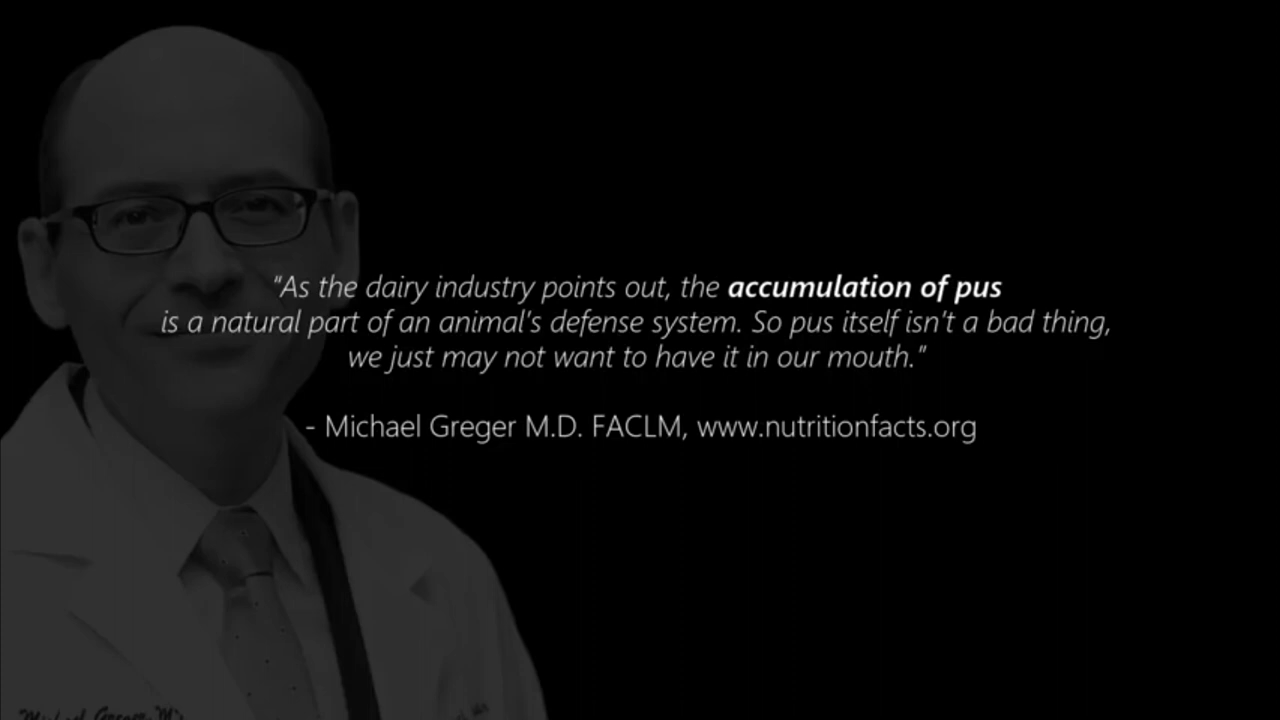 "As the dairy industry points out, the accumulation of pus
is a natural part of an animal's defense system. So pus itself isn't a bad thing,
we just may not want to have it in our mouth."
- Michael Greger M.D. FACLM, www.nutritionfacts.org